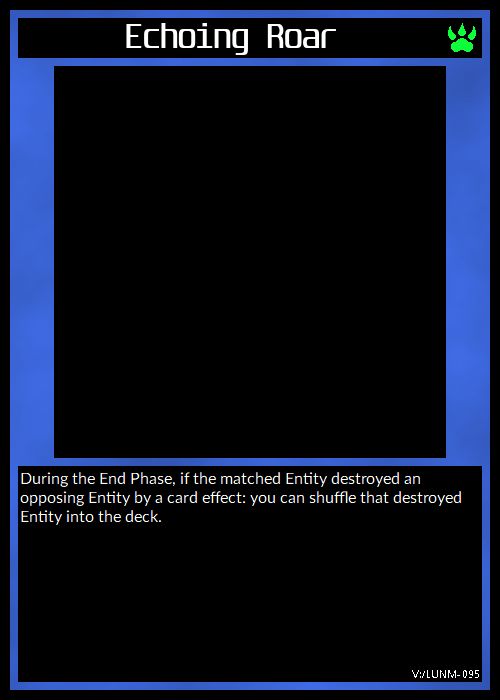 Echoing Roar
During the End Phase, if the matched Entity destroyed an
opposing Entity by a card effect: you can shuffle that destroyed
Entity into the deck.
V:/LUNM-095